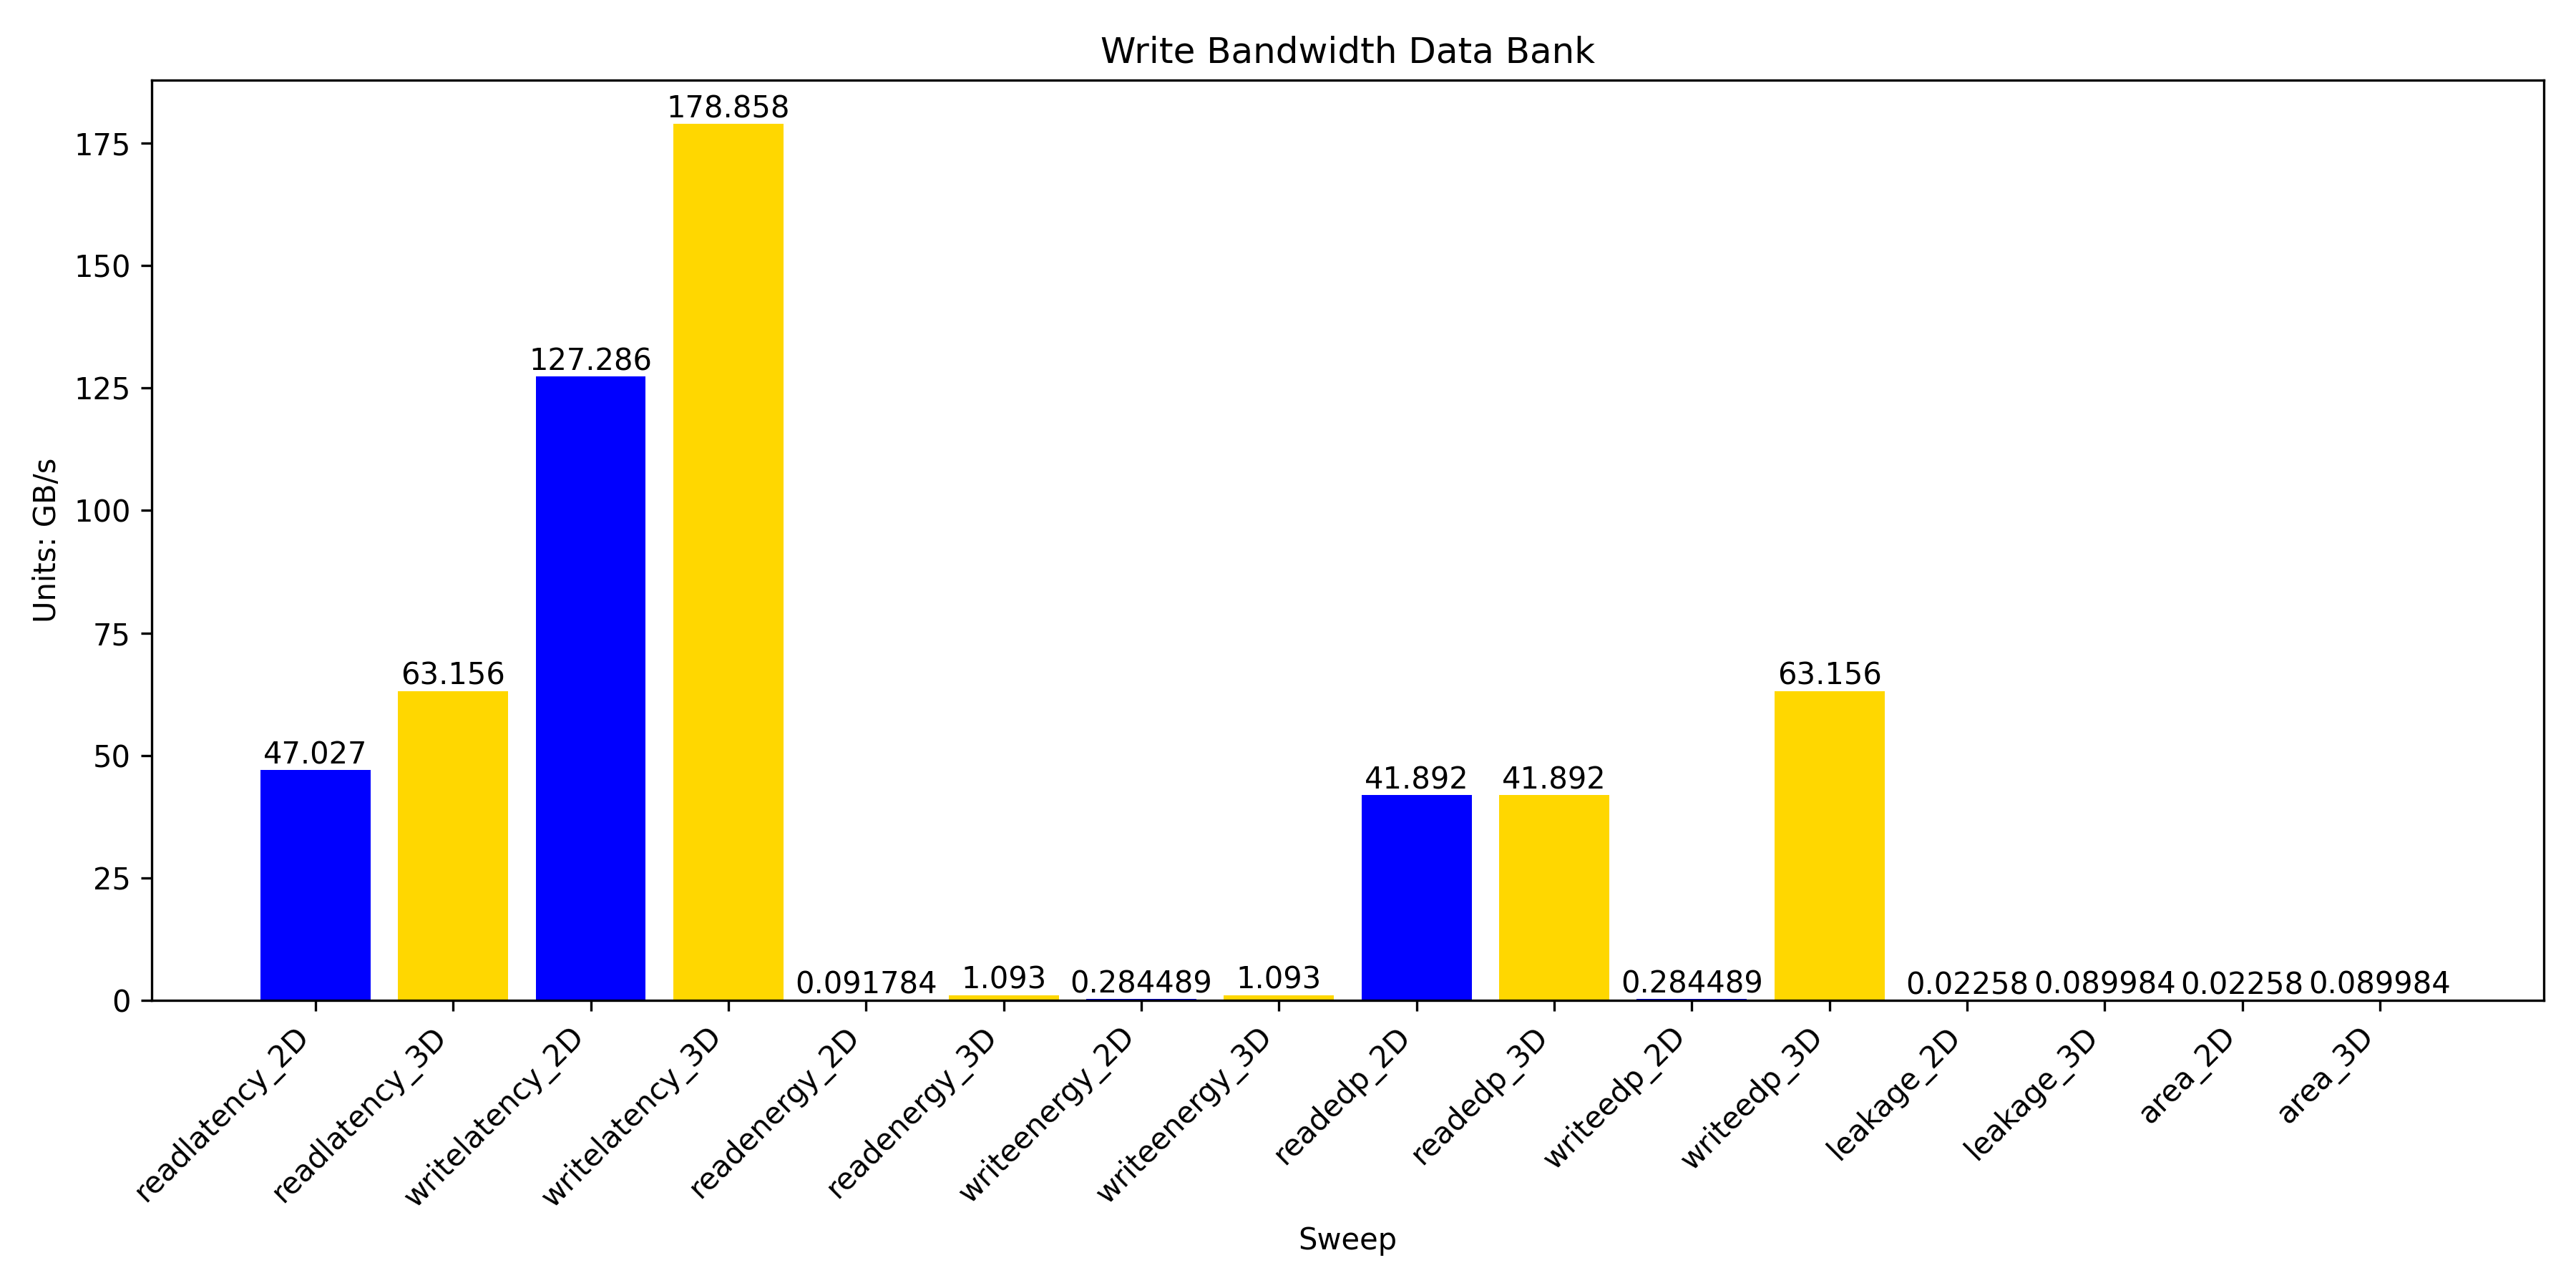 Write Bandwidth Data Bank
Units: GB/s
175
150
125
100
75
50
25
0
47.027
63.156
127.286
178.858
0.091784
1.093
0.284489
1.093
41.892
41.892
0.284489
63.156
0.02258
0.089984
0.02258
0.089984
readlatency_2D
readlatency_3D
writelatency_2D
writelatency_3D
readenergy_2D
readenergy_3D
writeenergy_2D
writeenergy_3D
readedp_2D
readedp_3D
writeedp_2D
writeedp_3D
leakage_2D
leakage_3D
area_2D
area_3D
Sweep